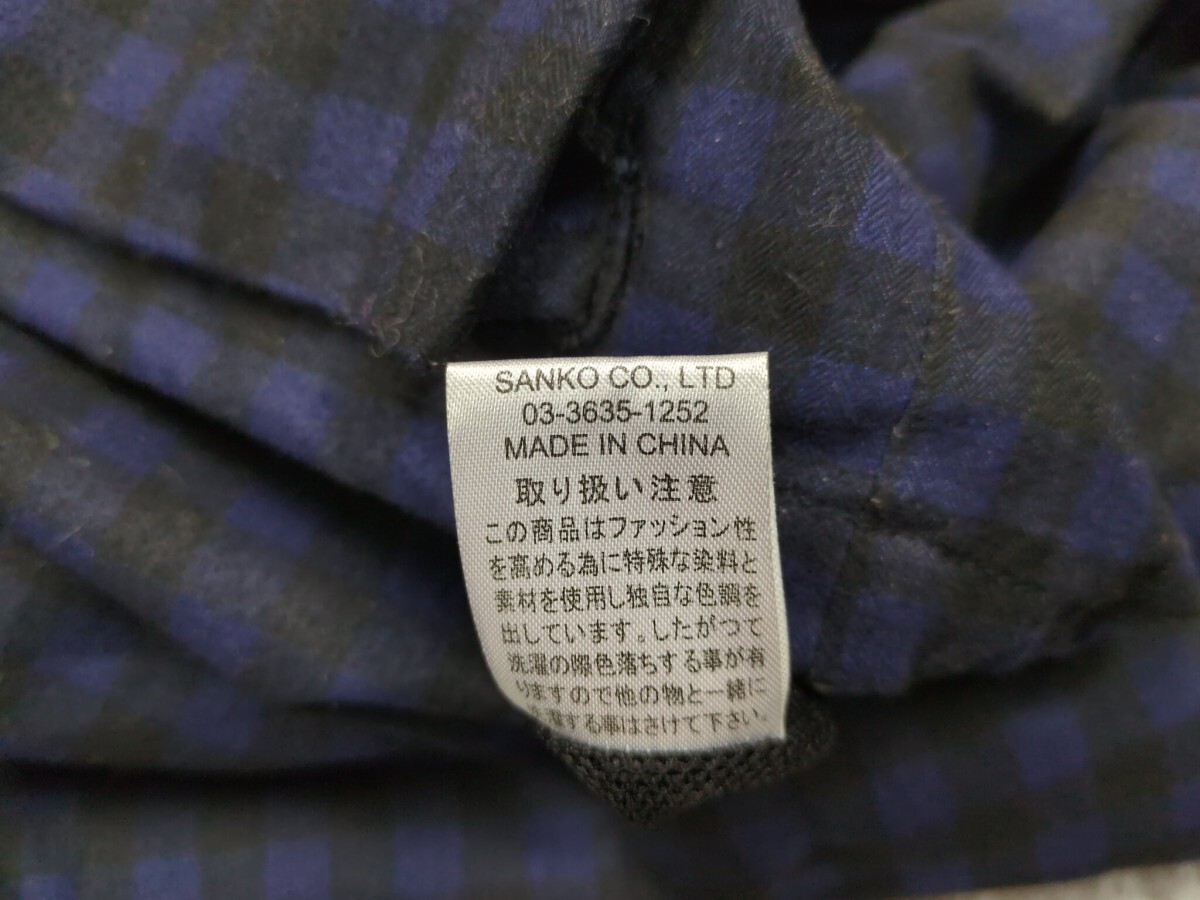 SANKO CO., LTD
03-3635-1252
MADE IN CHINA
取り扱い注意
この商品はファッション性
を高める為に特殊な染料と
素材を使用し独自な色調を
出しています。したがつて
洗濯の際色落ちする事が有
りますので他の物と一緒に
濯する事はさけて下さい。